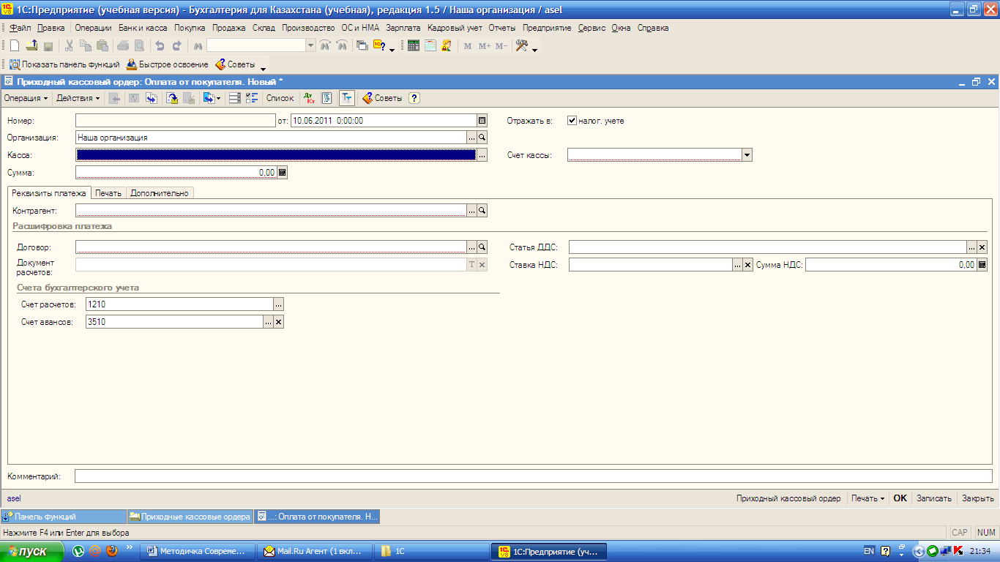 1С:Предприятие (учебная версия) - Бухгалтерия для Казахстана (учебная), редакция 1.5 / Наша организация / asel
Файл Правка Операции Банк и касса Покупка Продажа Склад Производство ОС и НМА Зарплата Кадровый учет Отчеты Предприятие Сервис Окна Справка
M M+ M-
Показать панель функций Быстрое освоение Советы
Приходный кассовый ордер: Оплата от покупателя. Новый *
Операция Действия Список Дт Кт Советы
Номер: от: 10.06.2011 0:00:00 Отражать в: налог. учете
Организация: Наша организация
Касса: Счет кассы:
Сумма: 0,00
Реквизиты платежа Печать Дополнительно
Контрагент:
Расшифровка платежа
Договор: Статья ДДС:
Документ расчетов: T Ставка НДС: Сумма НДС: 0,00
Счета бухгалтерского учета
Счет расчетов: 1210
Счет авансов: 3510
Комментарий:
asel Приходный кассовый ордер Печать OK Записать Закрыть
Панель функций Приходные кассовые ордера ...: Оплата от покупателя. Н...
Нажмите F4 или Enter для выбора CAP NUM
пуск Методичка Совреме... Mail.Ru Агент (1 вкл... 1С 1С:Предприятие (уч... EN 21:34